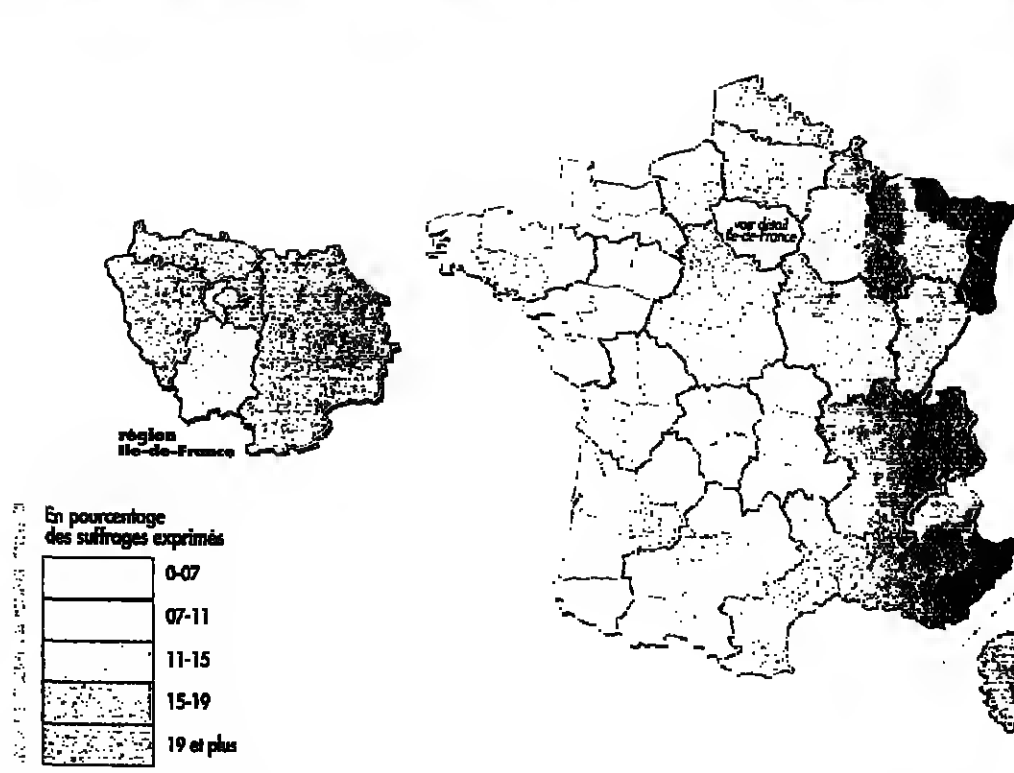 voir détail
Ile-de-France
région
Ile-de-France
En pourcentage
des suffrages exprimés
0-07
07-11
11-15
15-19
19 et plus